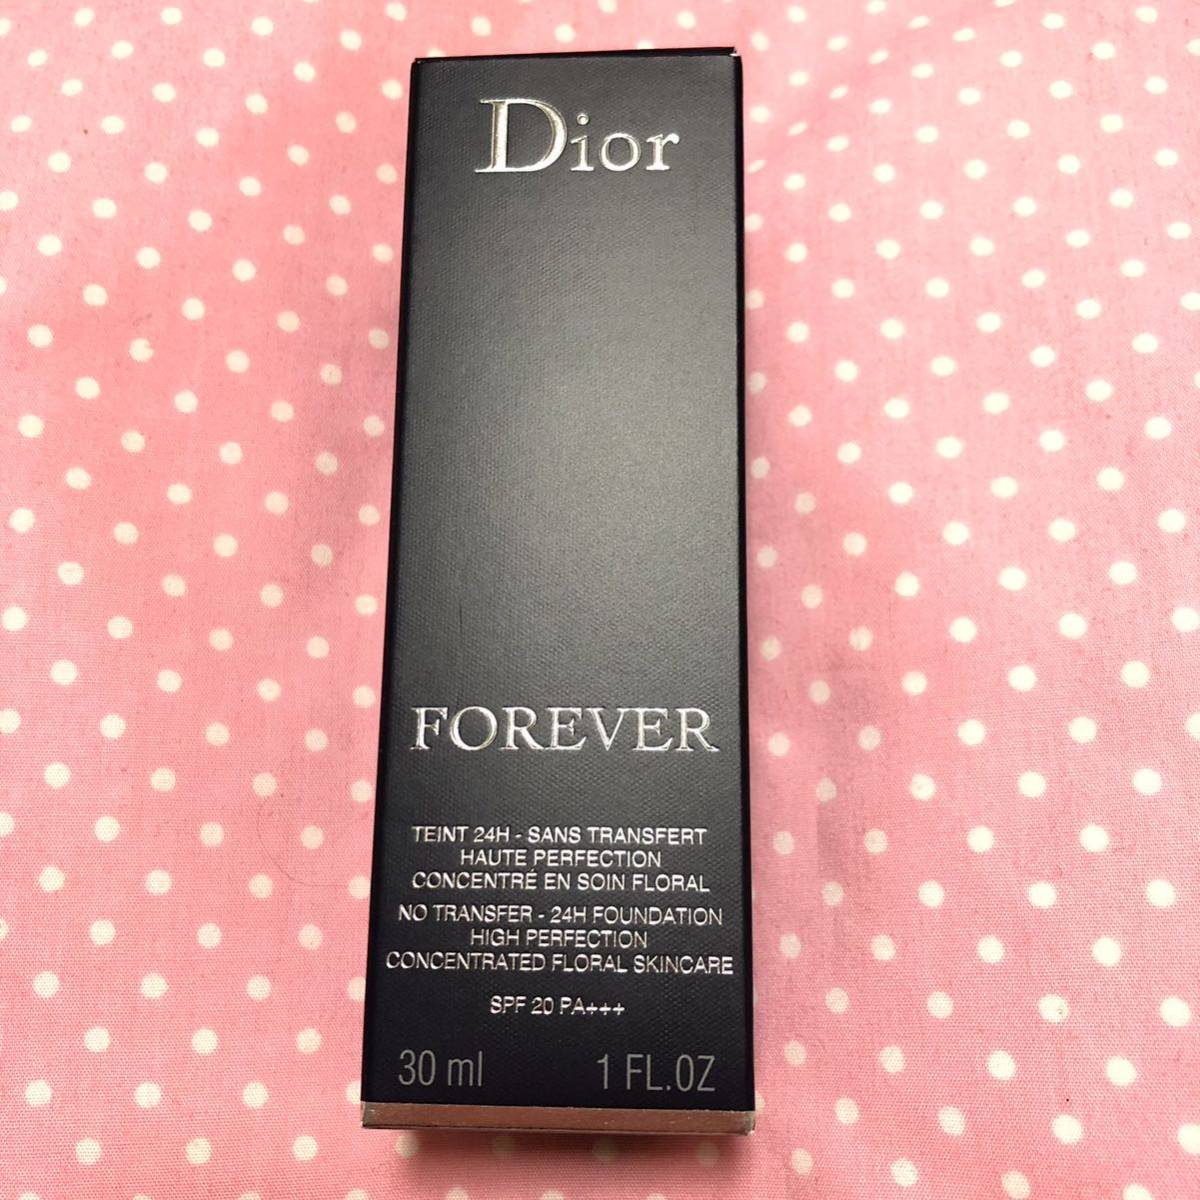 Dior
FOREVER
TEINT 24H - SANS TRANSFERT
HAUTE PERFECTION
CONCENTRÉ EN SOIN FLORAL
NO TRANSFER - 24H FOUNDATION
HIGH PERFECTION
CONCENTRATED FLORAL SKINCARE
SPF 20 PA+++
30 ml 1 FL.OZ